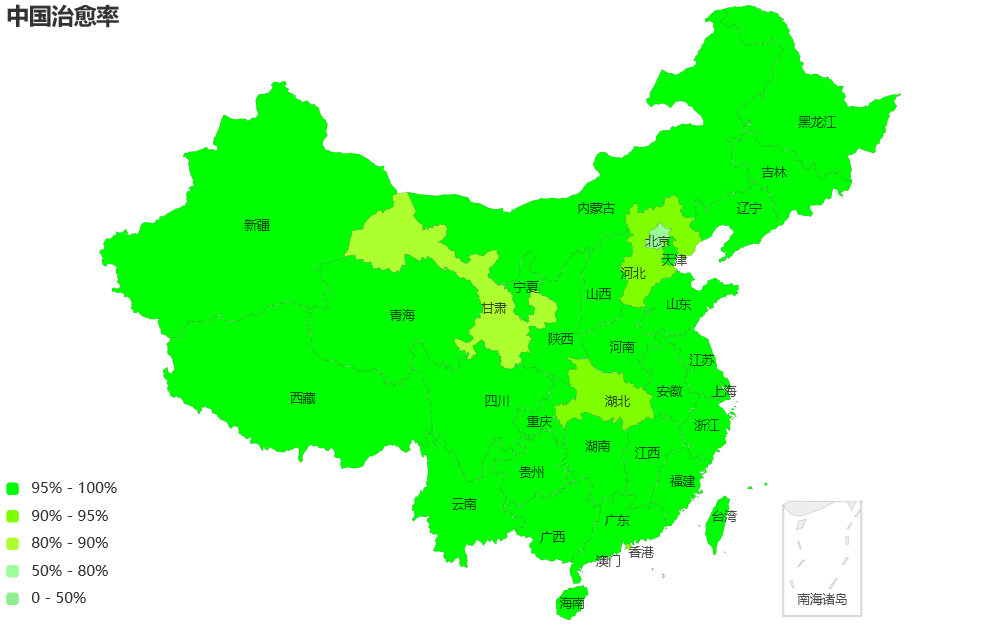 中国治愈率
黑龙江
吉林
内蒙古
辽宁
新疆
北京
天津
河北
宁夏
山西
山东
甘肃
青海
陕西
河南
江苏
安徽
上海
西藏
四川
湖北
重庆
浙江
湖南
江西
贵州
福建
云南
广东
台湾
广西
香港
澳门
海南
南海诸岛
95% - 100%
90% - 95%
80% - 90%
50% - 80%
0 - 50%